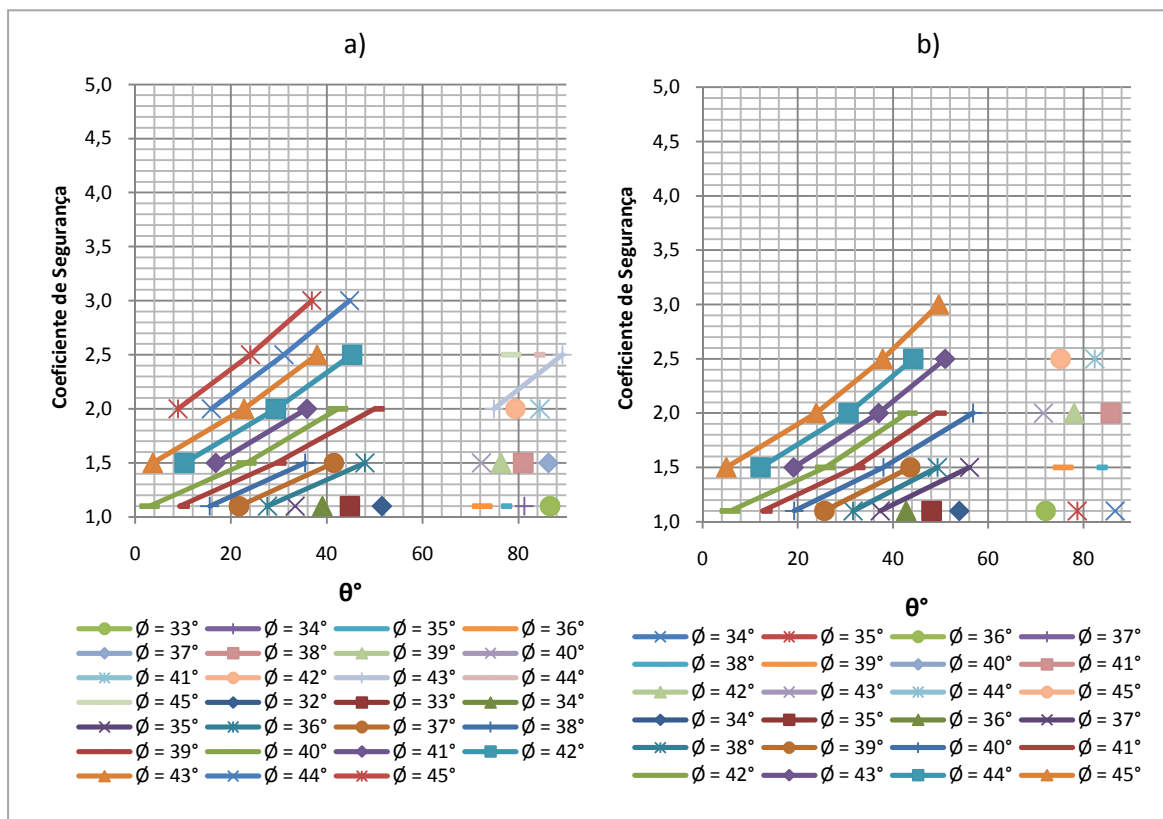 a)
5,0
4,5
4,0
3,5
3,0
2,5
2,0
1,5
1,0
Coeficiente de Segurança
0 20 40 60 80
θ°
Ø = 33° Ø = 34° Ø = 35° Ø = 36°
Ø = 37° Ø = 38° Ø = 39° Ø = 40°
Ø = 41° Ø = 42° Ø = 43° Ø = 44°
Ø = 45° Ø = 32° Ø = 33° Ø = 34°
Ø = 35° Ø = 36° Ø = 37° Ø = 38°
Ø = 39° Ø = 40° Ø = 41° Ø = 42°
Ø = 43° Ø = 44° Ø = 45°
b)
5,0
4,5
4,0
3,5
3,0
2,5
2,0
1,5
1,0
Coeficiente de Segurança
0 20 40 60 80
θ°
Ø = 34° Ø = 35° Ø = 36° Ø = 37°
Ø = 38° Ø = 39° Ø = 40° Ø = 41°
Ø = 42° Ø = 43° Ø = 44° Ø = 45°
Ø = 34° Ø = 35° Ø = 36° Ø = 37°
Ø = 38° Ø = 39° Ø = 40° Ø = 41°
Ø = 42° Ø = 43° Ø = 44° Ø = 45°